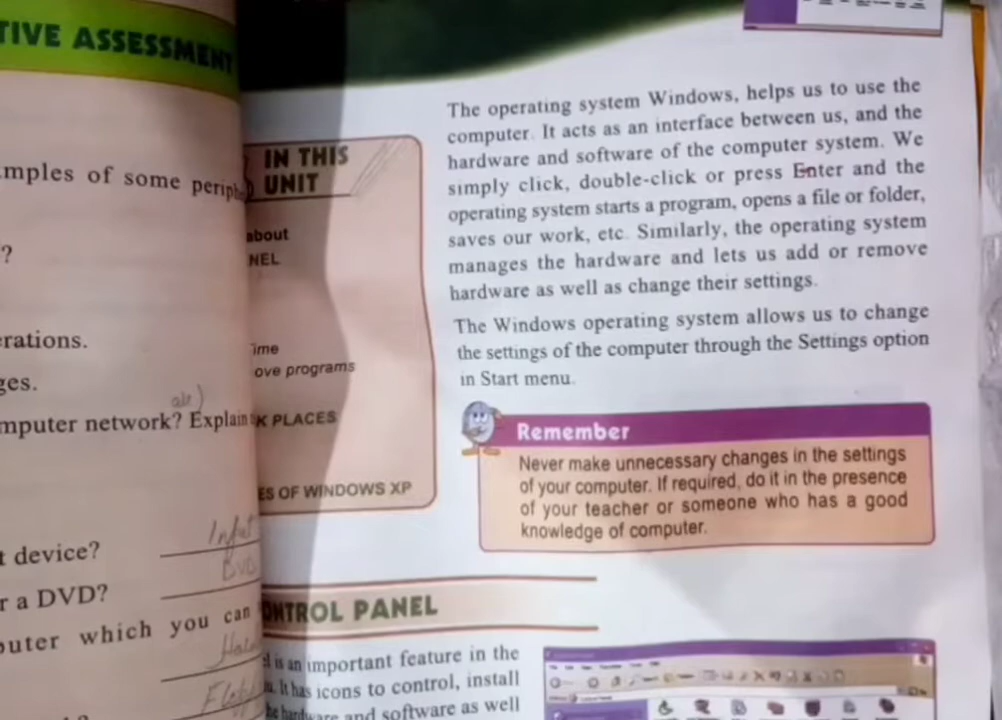 TIVE ASSESSMENT
mples of some periph
?
rations.
ges.
mputer network? Explain
t device?
Input
r a DVD?
DVD
puter which you can
IN THIS
UNIT
about
NEL
ime
ove programs
K PLACES
ES OF WINDOWS XP
The operating system Windows, helps us to use the
computer. It acts as an interface between us, and the
hardware and software of the computer system. We
simply click, double-click or press Enter and the
operating system starts a program, opens a file or folder,
saves our work, etc. Similarly, the operating system
manages the hardware and lets us add or remove
hardware as well as change their settings.
The Windows operating system allows us to change
the settings of the computer through the Settings option
in Start menu.
Remember
Never make unnecessary changes in the settings
of your computer. If required, do it in the presence
of your teacher or someone who has a good
knowledge of computer.
ONTROL PANEL
l is an important feature in the
It has icons to control, install
hardware and software as well